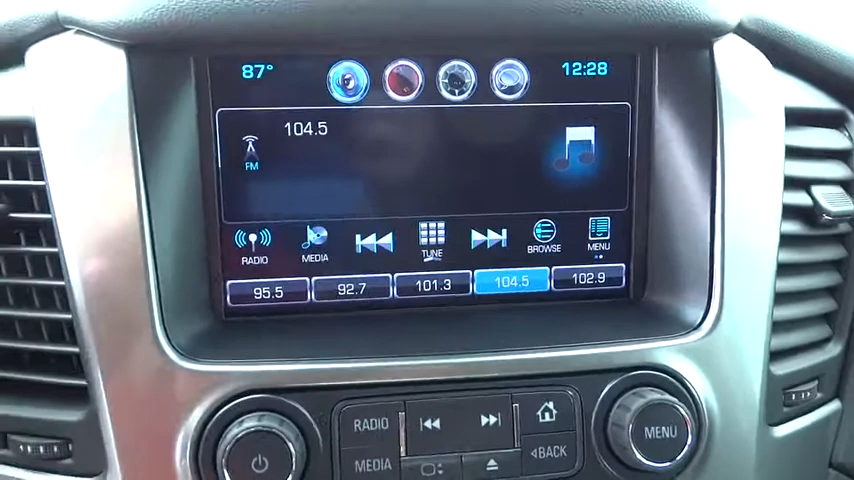 87° 12:28
104.5
FM
RADIO MEDIA TUNE BROWSE MENU
95.5 92.7 101.3 104.5 102.9
RADIO
MENU
MEDIA BACK